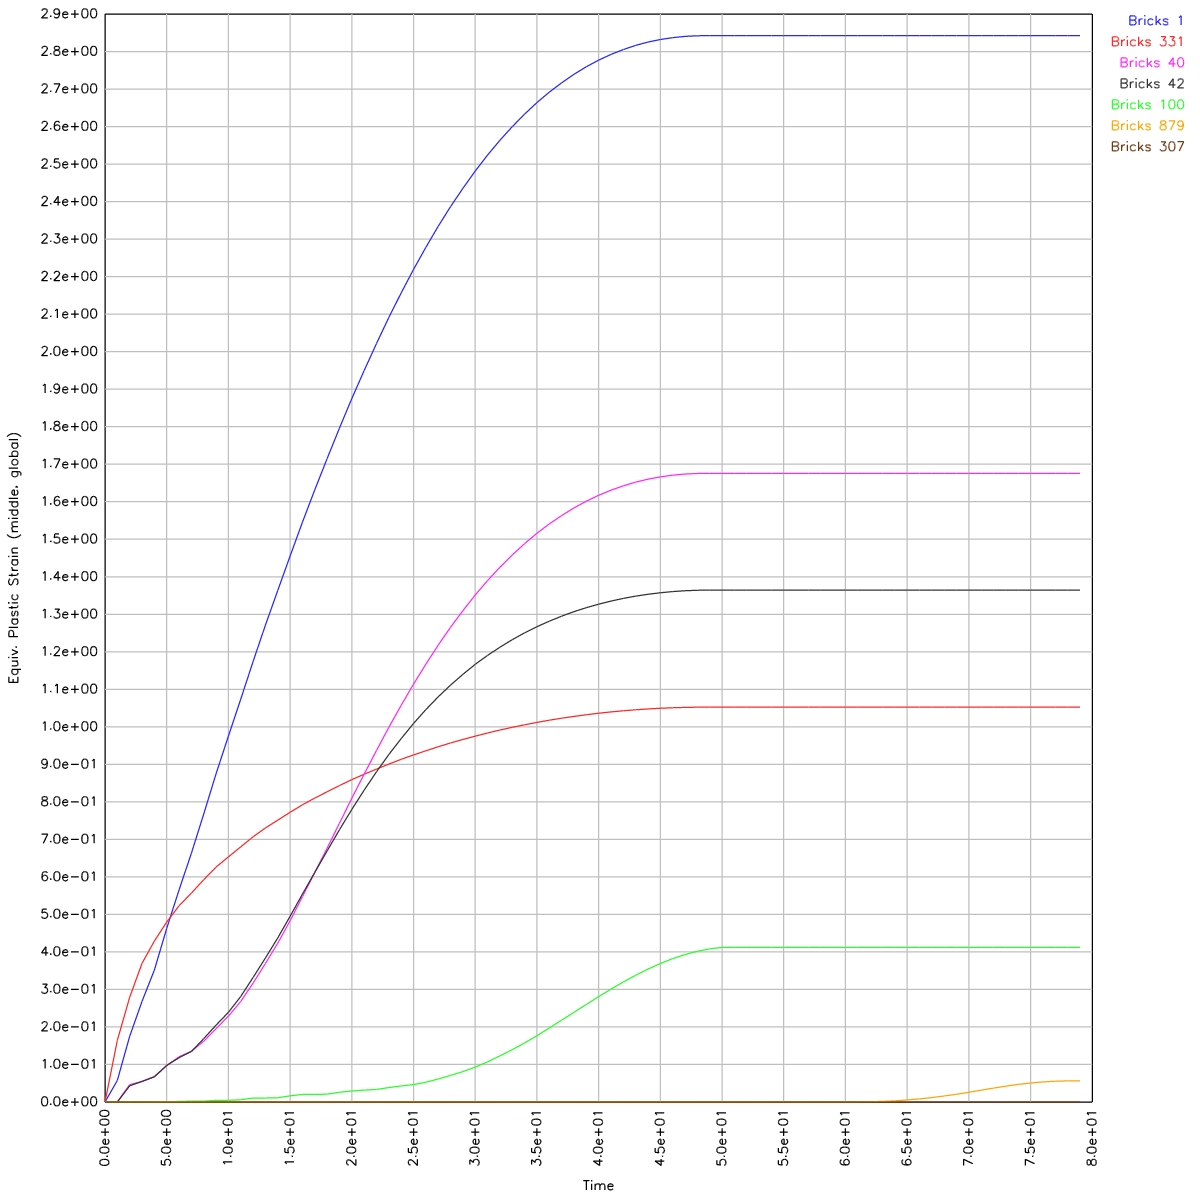 2.9e+00
2.8e+00
2.7e+00
2.6e+00
2.5e+00
2.4e+00
2.3e+00
2.2e+00
2.1e+00
2.0e+00
1.9e+00
1.8e+00
1.7e+00
1.6e+00
1.5e+00
1.4e+00
1.3e+00
1.2e+00
1.1e+00
1.0e+00
9.0e-01
8.0e-01
7.0e-01
6.0e-01
5.0e-01
4.0e-01
3.0e-01
2.0e-01
1.0e-01
0.0e+00
Equiv. Plastic Strain (middle, global)
0.0e+00
5.0e+00
1.0e+01
1.5e+01
2.0e+01
2.5e+01
3.0e+01
3.5e+01
4.0e+01
4.5e+01
5.0e+01
5.5e+01
6.0e+01
6.5e+01
7.0e+01
7.5e+01
8.0e+01
Time
Bricks 1
Bricks 331
Bricks 40
Bricks 42
Bricks 100
Bricks 879
Bricks 307